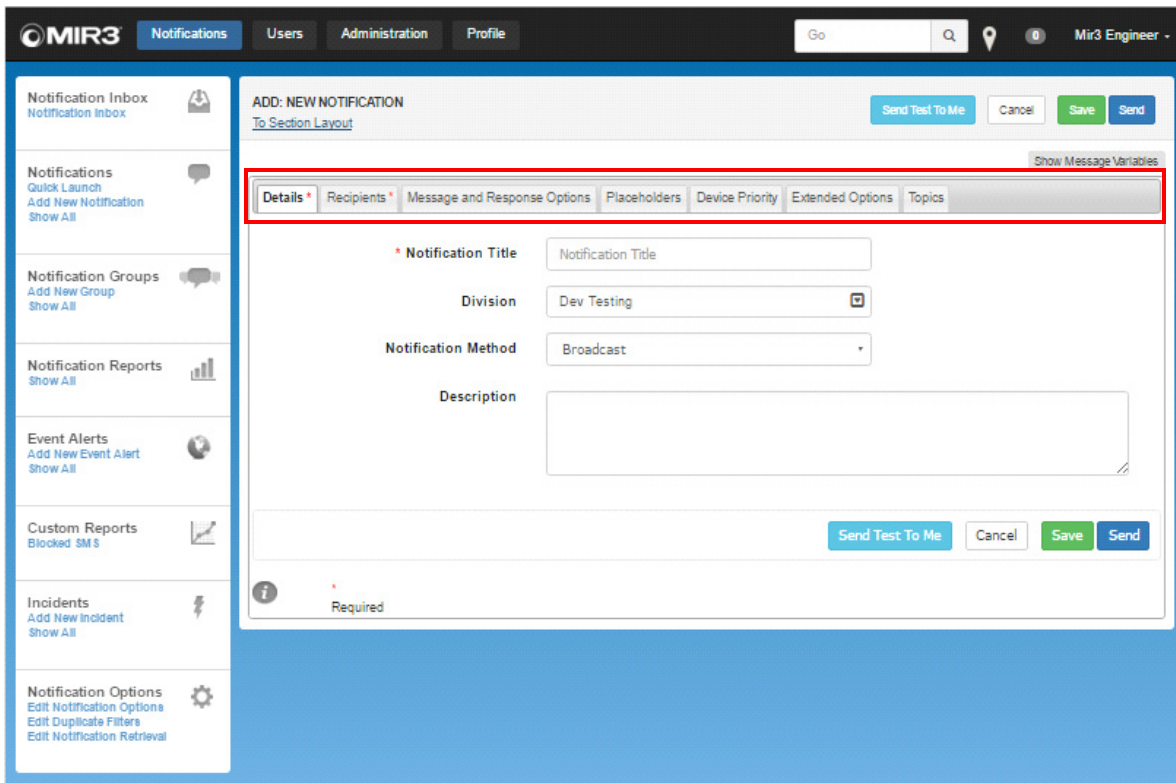 MIR3 Notifications Users Administration Profile Go 0 Mir3 Engineer
Notification Inbox
Notification Inbox
Notifications
Quick Launch
Add New Notification
Show All
Notification Groups
Add New Group
Show All
Notification Reports
Show All
Event Alerts
Add New Event Alert
Show All
Custom Reports
Blocked SMS
Incidents
Add New Incident
Show All
Notification Options
Edit Notification Options
Edit Duplicate Filters
Edit Notification Retrieval
ADD: NEW NOTIFICATION
To Section Layout
Send Test To Me Cancel Save Send
Show Message Variables
Details * Recipients * Message and Response Options Placeholders Device Priority Extended Options Topics
* Notification Title Notification Title
Division Dev Testing
Notification Method Broadcast
Description
Send Test To Me Cancel Save Send
*
Required